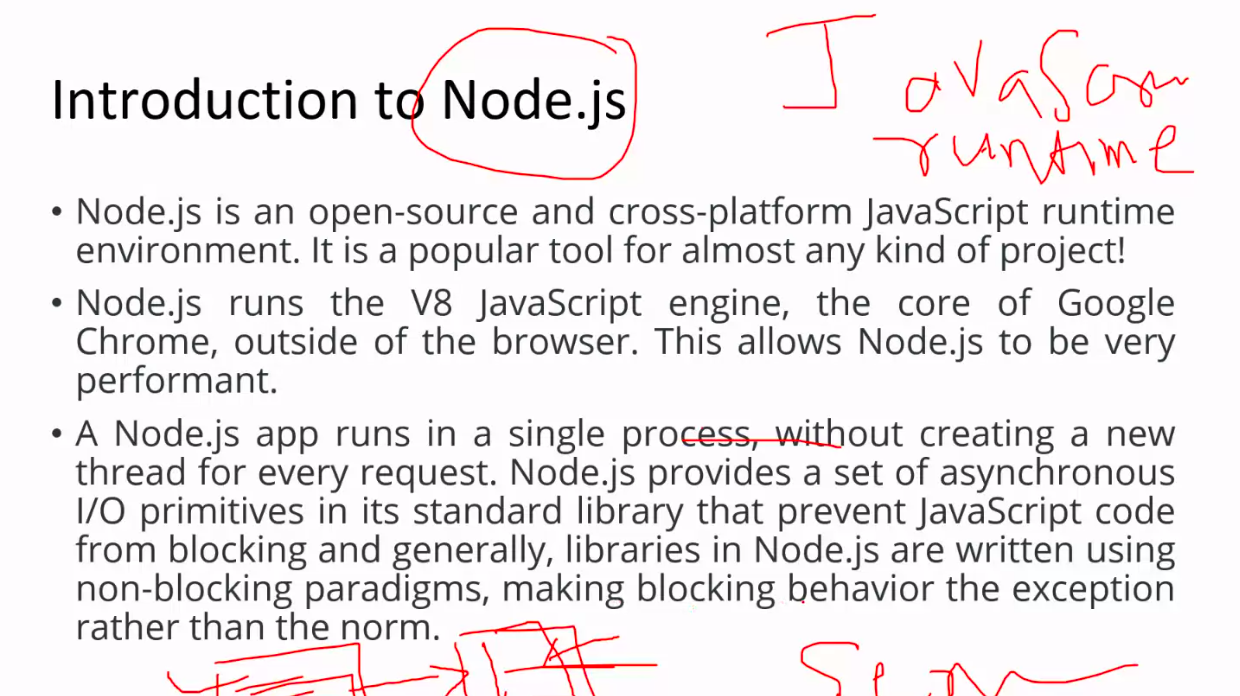 Introduction to Node.js
JavaScr
runtime
• Node.js is an open-source and cross-platform JavaScript runtime
environment. It is a popular tool for almost any kind of project!
• Node.js runs the V8 JavaScript engine, the core of Google
Chrome, outside of the browser. This allows Node.js to be very
performant.
• A Node.js app runs in a single process, without creating a new
thread for every request. Node.js provides a set of asynchronous
I/O primitives in its standard library that prevent JavaScript code
from blocking and generally, libraries in Node.js are written using
non-blocking paradigms, making blocking behavior the exception
rather than the norm.